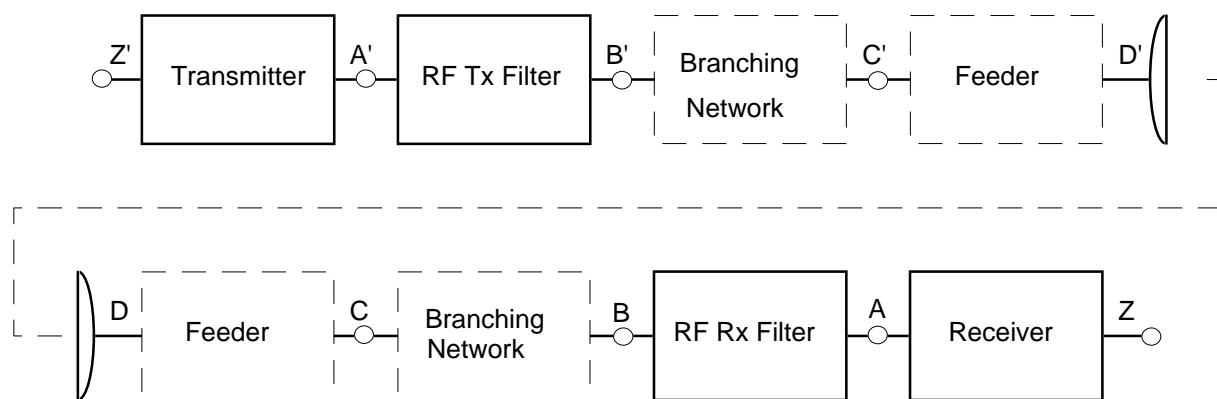 Z' Transmitter A' RF Tx Filter B' Branching Network C' Feeder D'
D Feeder C Branching Network B RF Rx Filter A Receiver Z